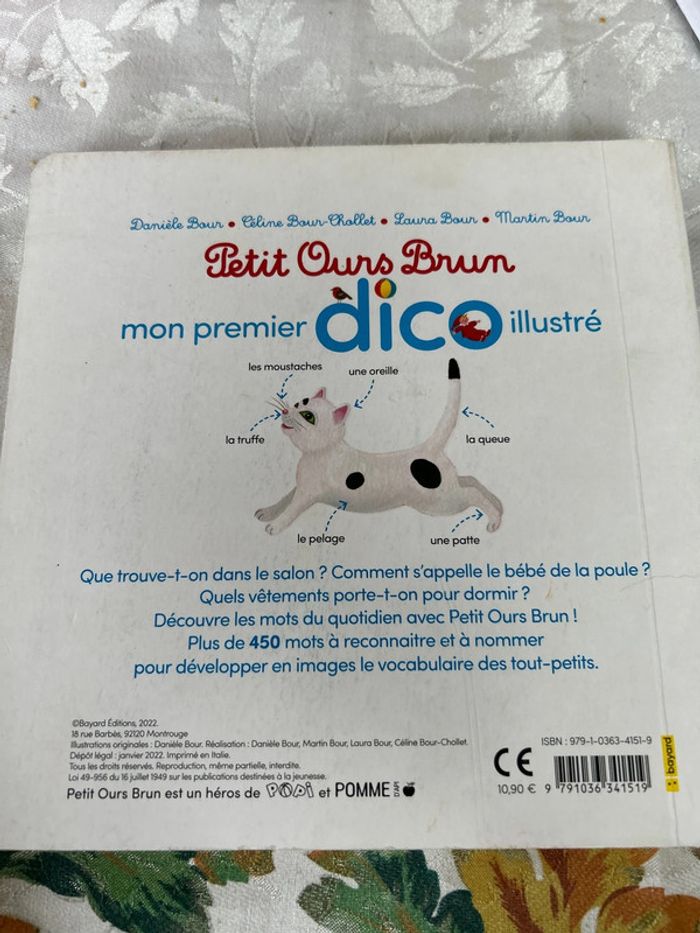 Danièle Bour • Céline Bour-Chollet • Laura Bour • Martin Bour
Petit Ours Brun
mon premier dico illustré
les moustaches
une oreille
la truffe
la queue
le pelage
une patte
Que trouve-t-on dans le salon ? Comment s'appelle le bébé de la poule ?
Quels vêtements porte-t-on pour dormir ?
Découvre les mots du quotidien avec Petit Ours Brun !
Plus de 450 mots à reconnaitre et à nommer
pour développer en images le vocabulaire des tout-petits.
©Bayard Éditions, 2022.
18 rue Barbès, 92120 Montrouge
Illustrations originales : Danièle Bour. Réalisation : Danièle Bour, Martin Bour, Laura Bour, Céline Bour-Chollet.
Dépôt légal : janvier 2022. Imprimé en Italie.
Tous les droits réservés. Reproduction, même partielle, interdite.
Loi 49-956 du 16 juillet 1949 sur les publications destinées à la jeunesse.
Petit Ours Brun est un héros de POPI et POMME D'API
CE
10,90 €
ISBN : 979-1-0363-4151-9
9 791036 341519
bayard